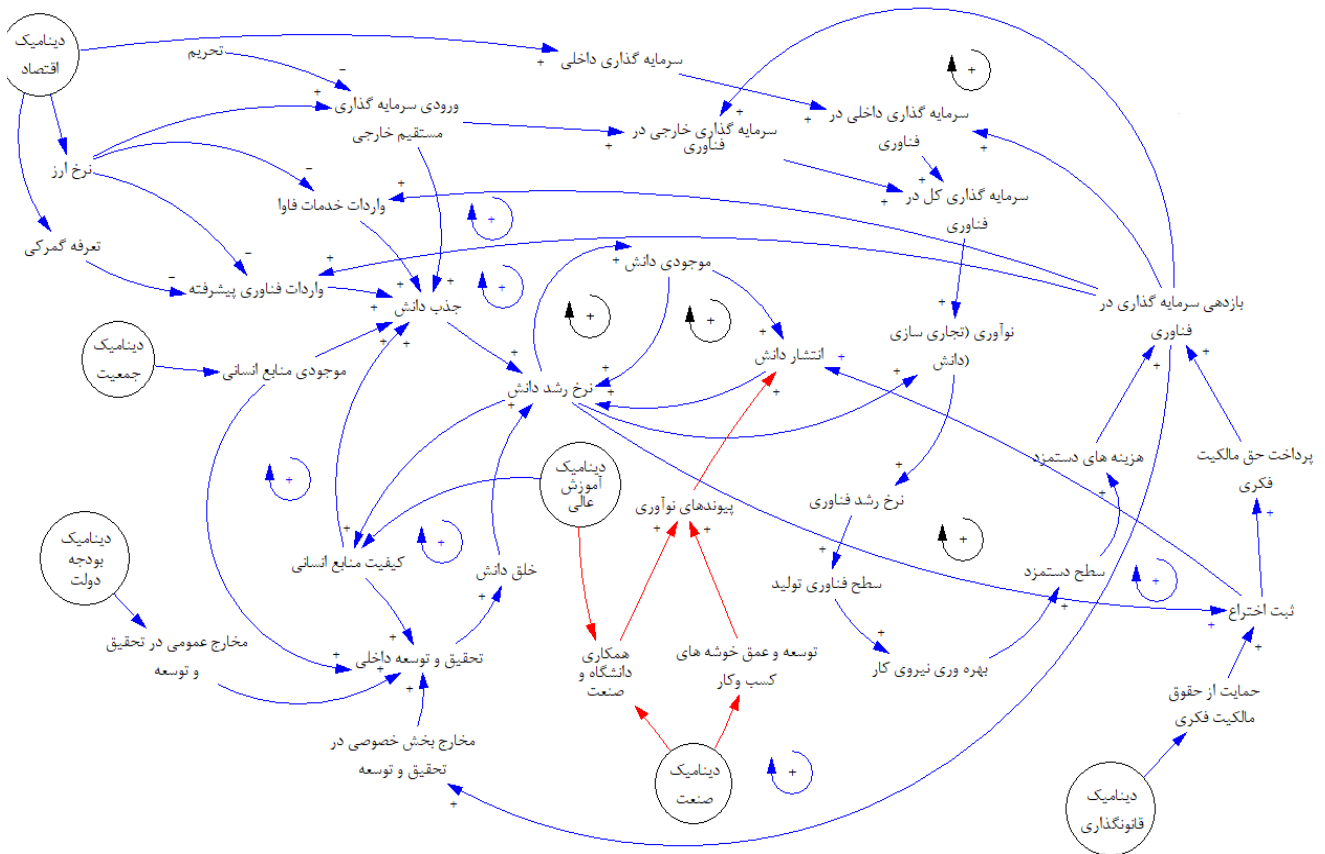 دینامیک
اقتصاد
تحریم
سرمایه گذاری داخلی
ورودی سرمایه گذاری
مستقیم خارجی
سرمایه گذاری خارجی در
فناوری
سرمایه گذاری داخلی در
فناوری
نرخ ارز
واردات خدمات فاوا
سرمایه گذاری کل در
فناوری
تعرفه گمرکی
موجودی دانش
واردات فناوری پیشرفته
جذب دانش
بازدهی سرمایه گذاری در
فناوری
دینامیک
جمعیت
موجودی منابع انسانی
نرخ رشد دانش
انتشار دانش
نوآوری (تجاری سازی
دانش)
هزینه های دستمزد
پرداخت حق مالکیت
فکری
دینامیک
آموزش
عالی
پیوندهای نوآوری
نرخ رشد فناوری
دینامیک
بودجه
دولت
کیفیت منابع انسانی
خلق دانش
سطح فناوری تولید
سطح دستمزد
ثبت اختراع
مخارج عمومی در تحقیق
و توسعه
تحقیق و توسعه داخلی
همکاری
دانشگاه و
صنعت
توسعه و عمق خوشه های
کسب وکار
بهره وری نیروی کار
حمایت از حقوق
مالکیت فکری
مخارج بخش خصوصی در
تحقیق و توسعه
دینامیک
صنعت
دینامیک
قانونگذاری